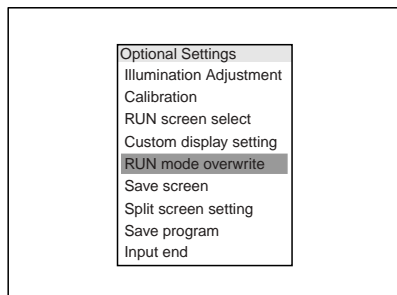 Optional Settings
Illumination Adjustment
Calibration
RUN screen select
Custom display setting
RUN mode overwrite
Save screen
Split screen setting
Save program
Input end